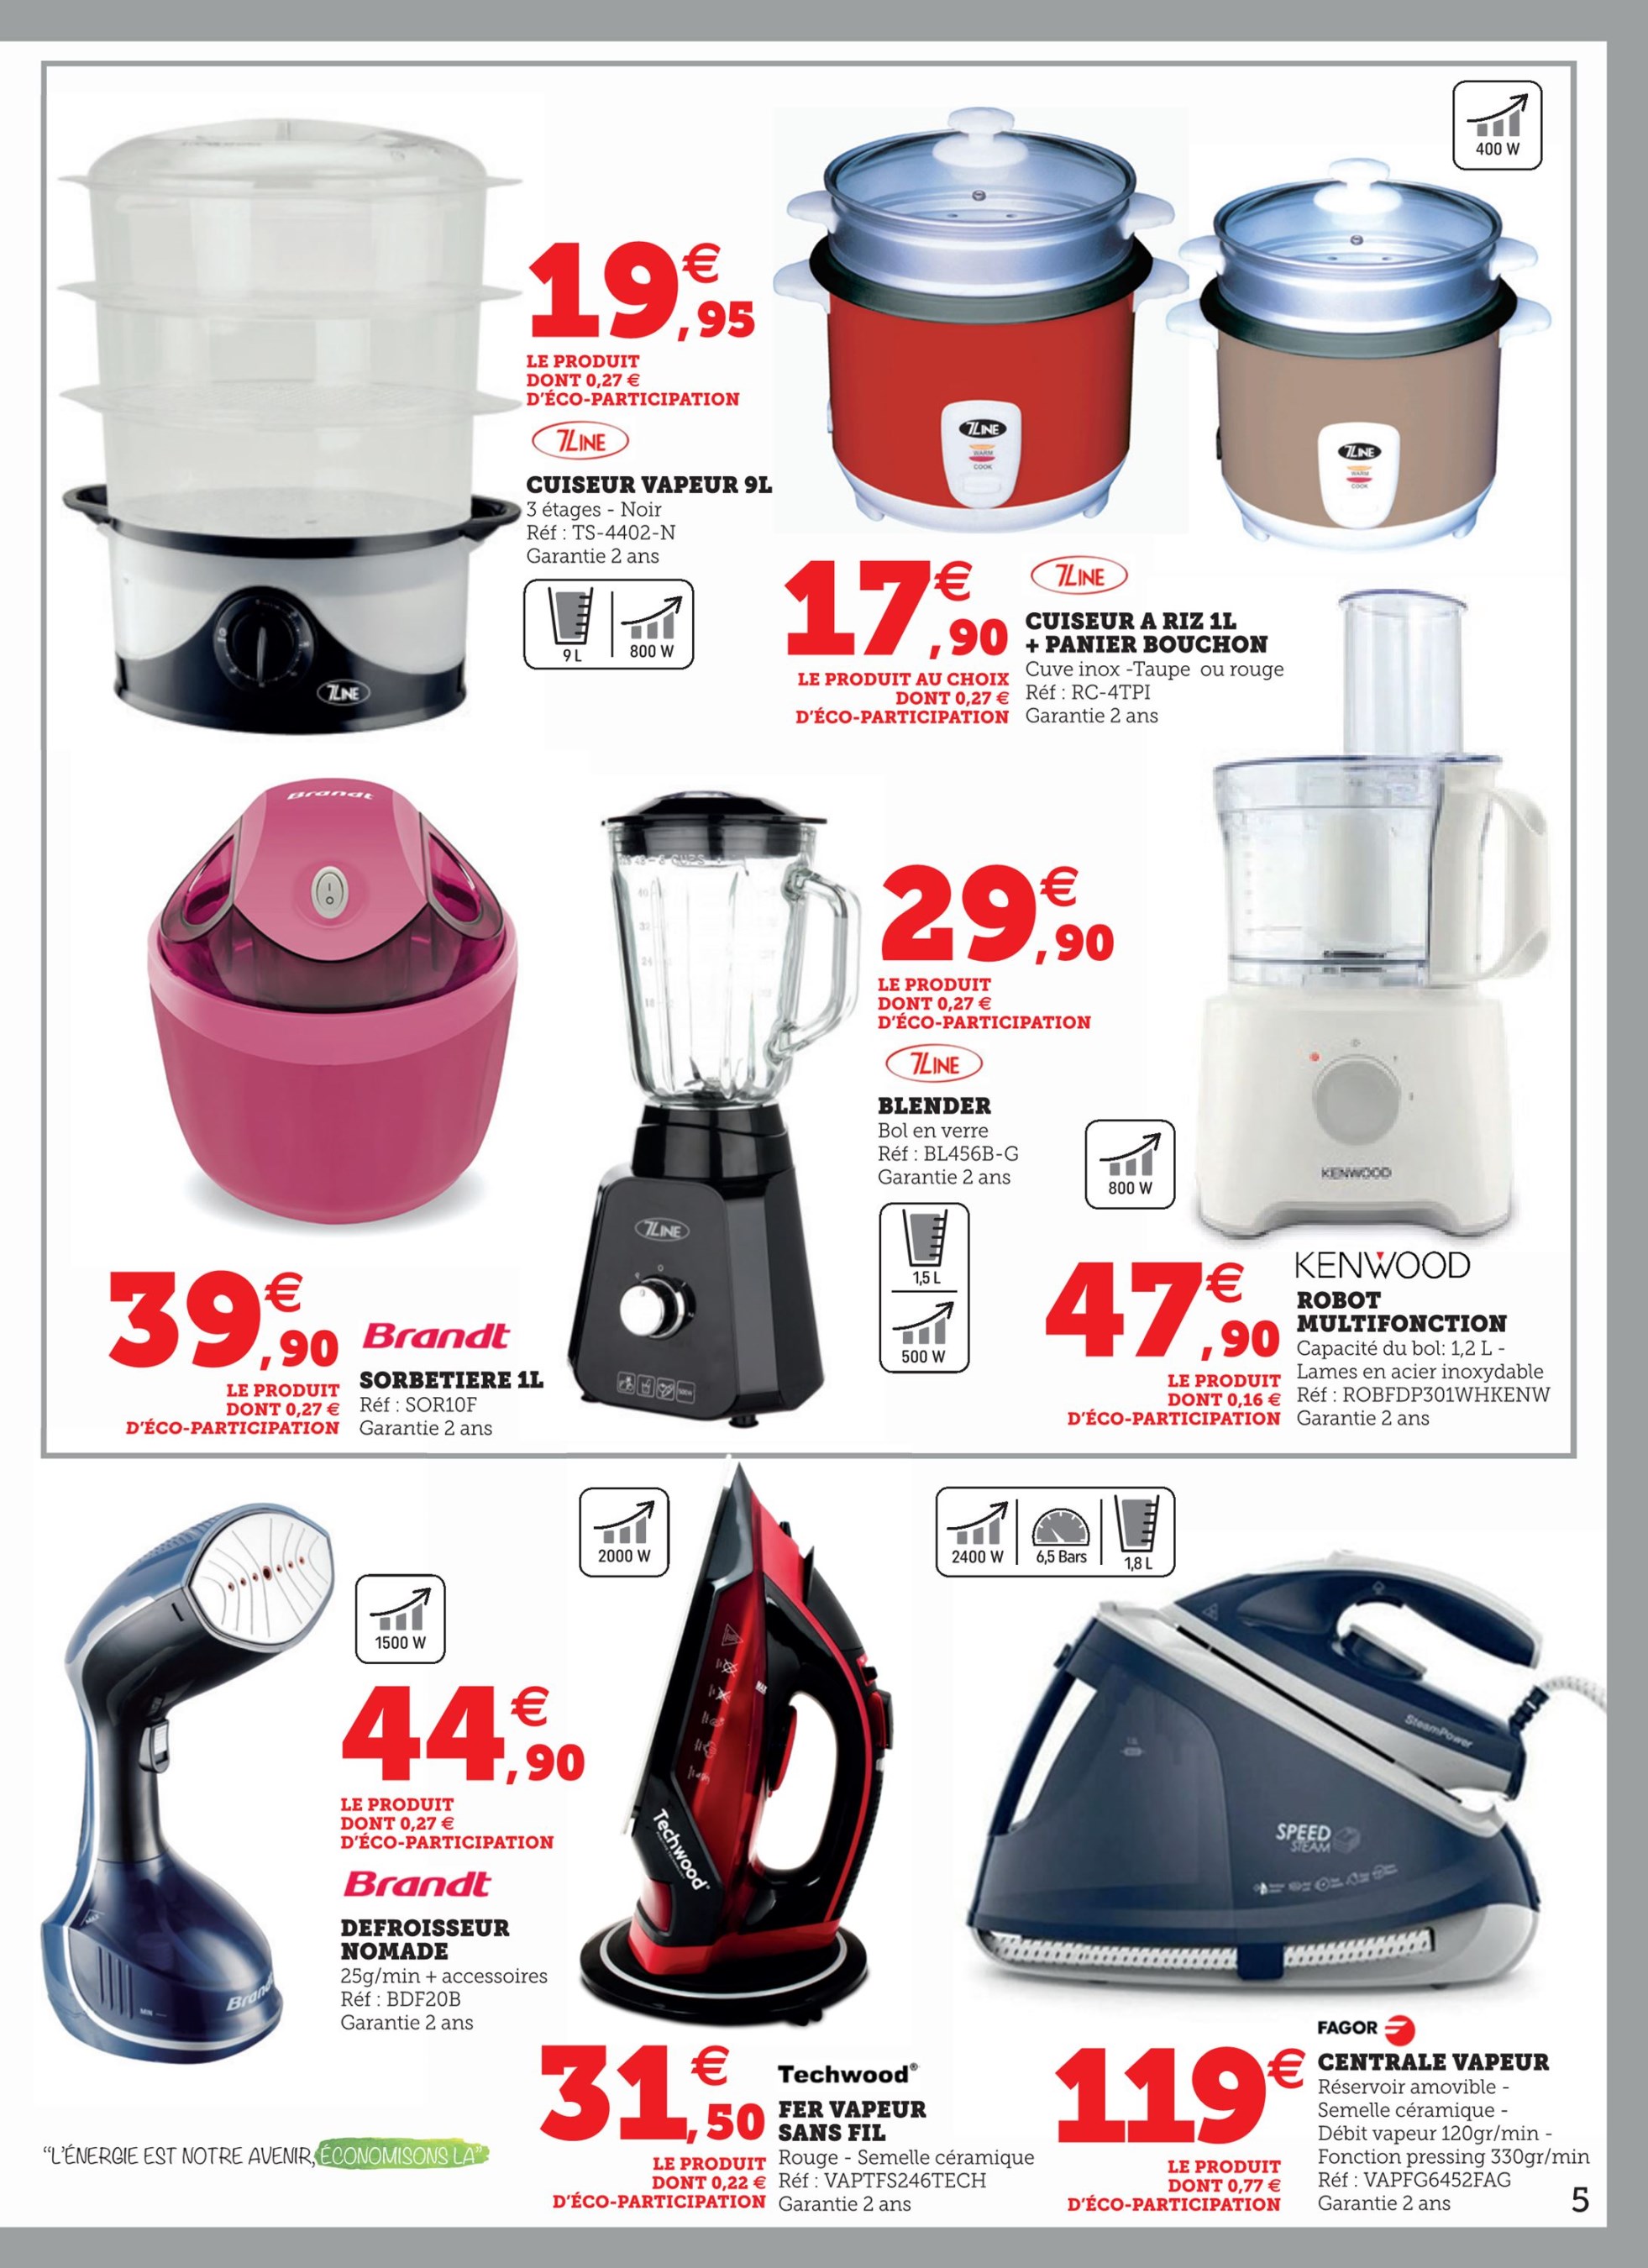 400 W
19€,95
LE PRODUIT
DONT 0,27 €
D'ÉCO-PARTICIPATION
7LINE
CUISEUR VAPEUR 9L
3 étages - Noir
Réf : TS-4402-N
Garantie 2 ans
9 L
800 W
7LINE
7LINE
WARM
COOK
7LINE
WARM
COOK
17€,90
LE PRODUIT AU CHOIX
DONT 0,27 €
D'ÉCO-PARTICIPATION
7LINE
CUISEUR A RIZ 1L
+ PANIER BOUCHON
Cuve inox -Taupe ou rouge
Réf : RC-4TPI
Garantie 2 ans
Brandt
39€,90
LE PRODUIT
DONT 0,27 €
D'ÉCO-PARTICIPATION
Brandt
SORBETIERE 1L
Réf : SOR10F
Garantie 2 ans
7LINE
29€,90
LE PRODUIT
DONT 0,27 €
D'ÉCO-PARTICIPATION
7LINE
BLENDER
Bol en verre
Réf : BL456B-G
Garantie 2 ans
1,5 L
500 W
800 W
KENWOOD
47€,90
LE PRODUIT
DONT 0,16 €
D'ÉCO-PARTICIPATION
KENWOOD
ROBOT
MULTIFONCTION
Capacité du bol: 1,2 L -
Lames en acier inoxydable
Réf : ROBFDP301WHKENW
Garantie 2 ans
1500 W
44€,90
LE PRODUIT
DONT 0,27 €
D'ÉCO-PARTICIPATION
Brandt
DEFROISSEUR
NOMADE
25g/min + accessoires
Réf : BDF20B
Garantie 2 ans
MAX
MIN
Brandt
2000 W
MAX
Techwood
31€,50
LE PRODUIT
DONT 0,22 €
D'ÉCO-PARTICIPATION
Techwood®
FER VAPEUR
SANS FIL
Rouge - Semelle céramique
Réf : VAPTFS246TECH
Garantie 2 ans
2400 W
6,5 Bars
1,8 L
SteamPower
SPEED
STEAM
119€
LE PRODUIT
DONT 0,77 €
D'ÉCO-PARTICIPATION
FAGOR
CENTRALE VAPEUR
Réservoir amovible -
Semelle céramique -
Débit vapeur 120gr/min -
Fonction pressing 330gr/min
Réf : VAPFG6452FAG
Garantie 2 ans
"L'ÉNERGIE EST NOTRE AVENIR, ÉCONOMISONS LA"
5